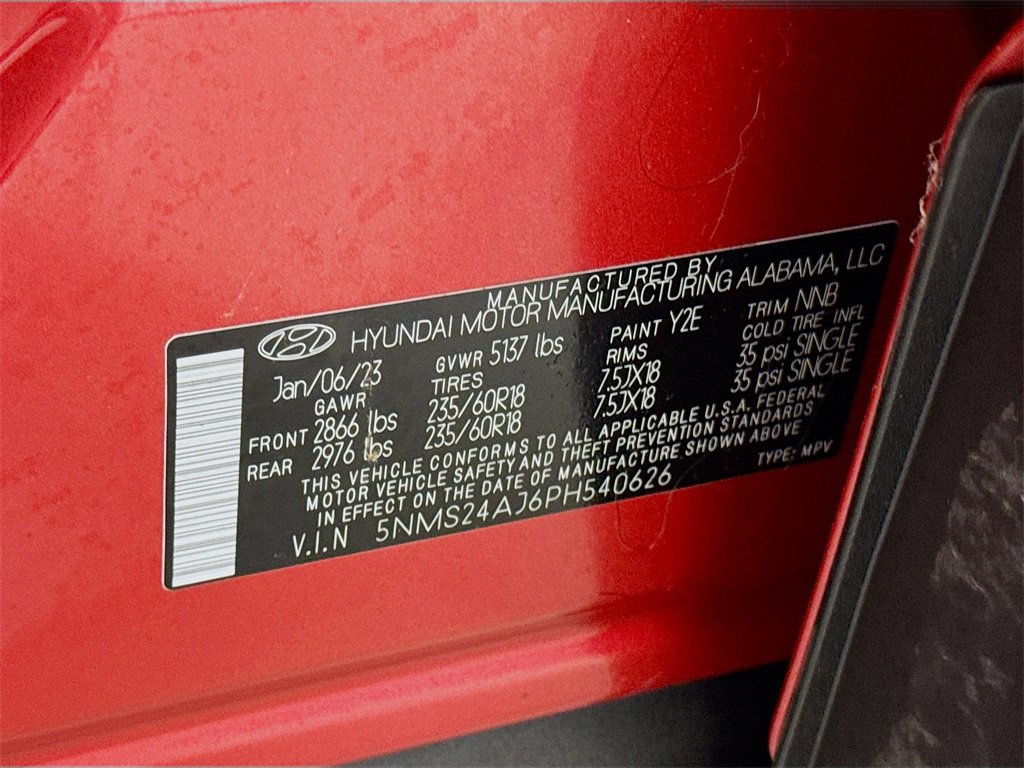 MANUFACTURED BY
HYUNDAI MOTOR MANUFACTURING ALABAMA, LLC
Jan/06/23 GVWR 5137 lbs PAINT Y2E TRIM NNB
GAWR TIRES RIMS COLD TIRE INFL
FRONT 2866 lbs 235/60R18 7.5JX18 35 psi SINGLE
REAR 2976 lbs 235/60R18 7.5JX18 35 psi SINGLE
THIS VEHICLE CONFORMS TO ALL APPLICABLE U.S.A. FEDERAL
MOTOR VEHICLE SAFETY AND THEFT PREVENTION STANDARDS
IN EFFECT ON THE DATE OF MANUFACTURE SHOWN ABOVE
V.I.N 5NMS24AJ6PH540626 TYPE: MPV